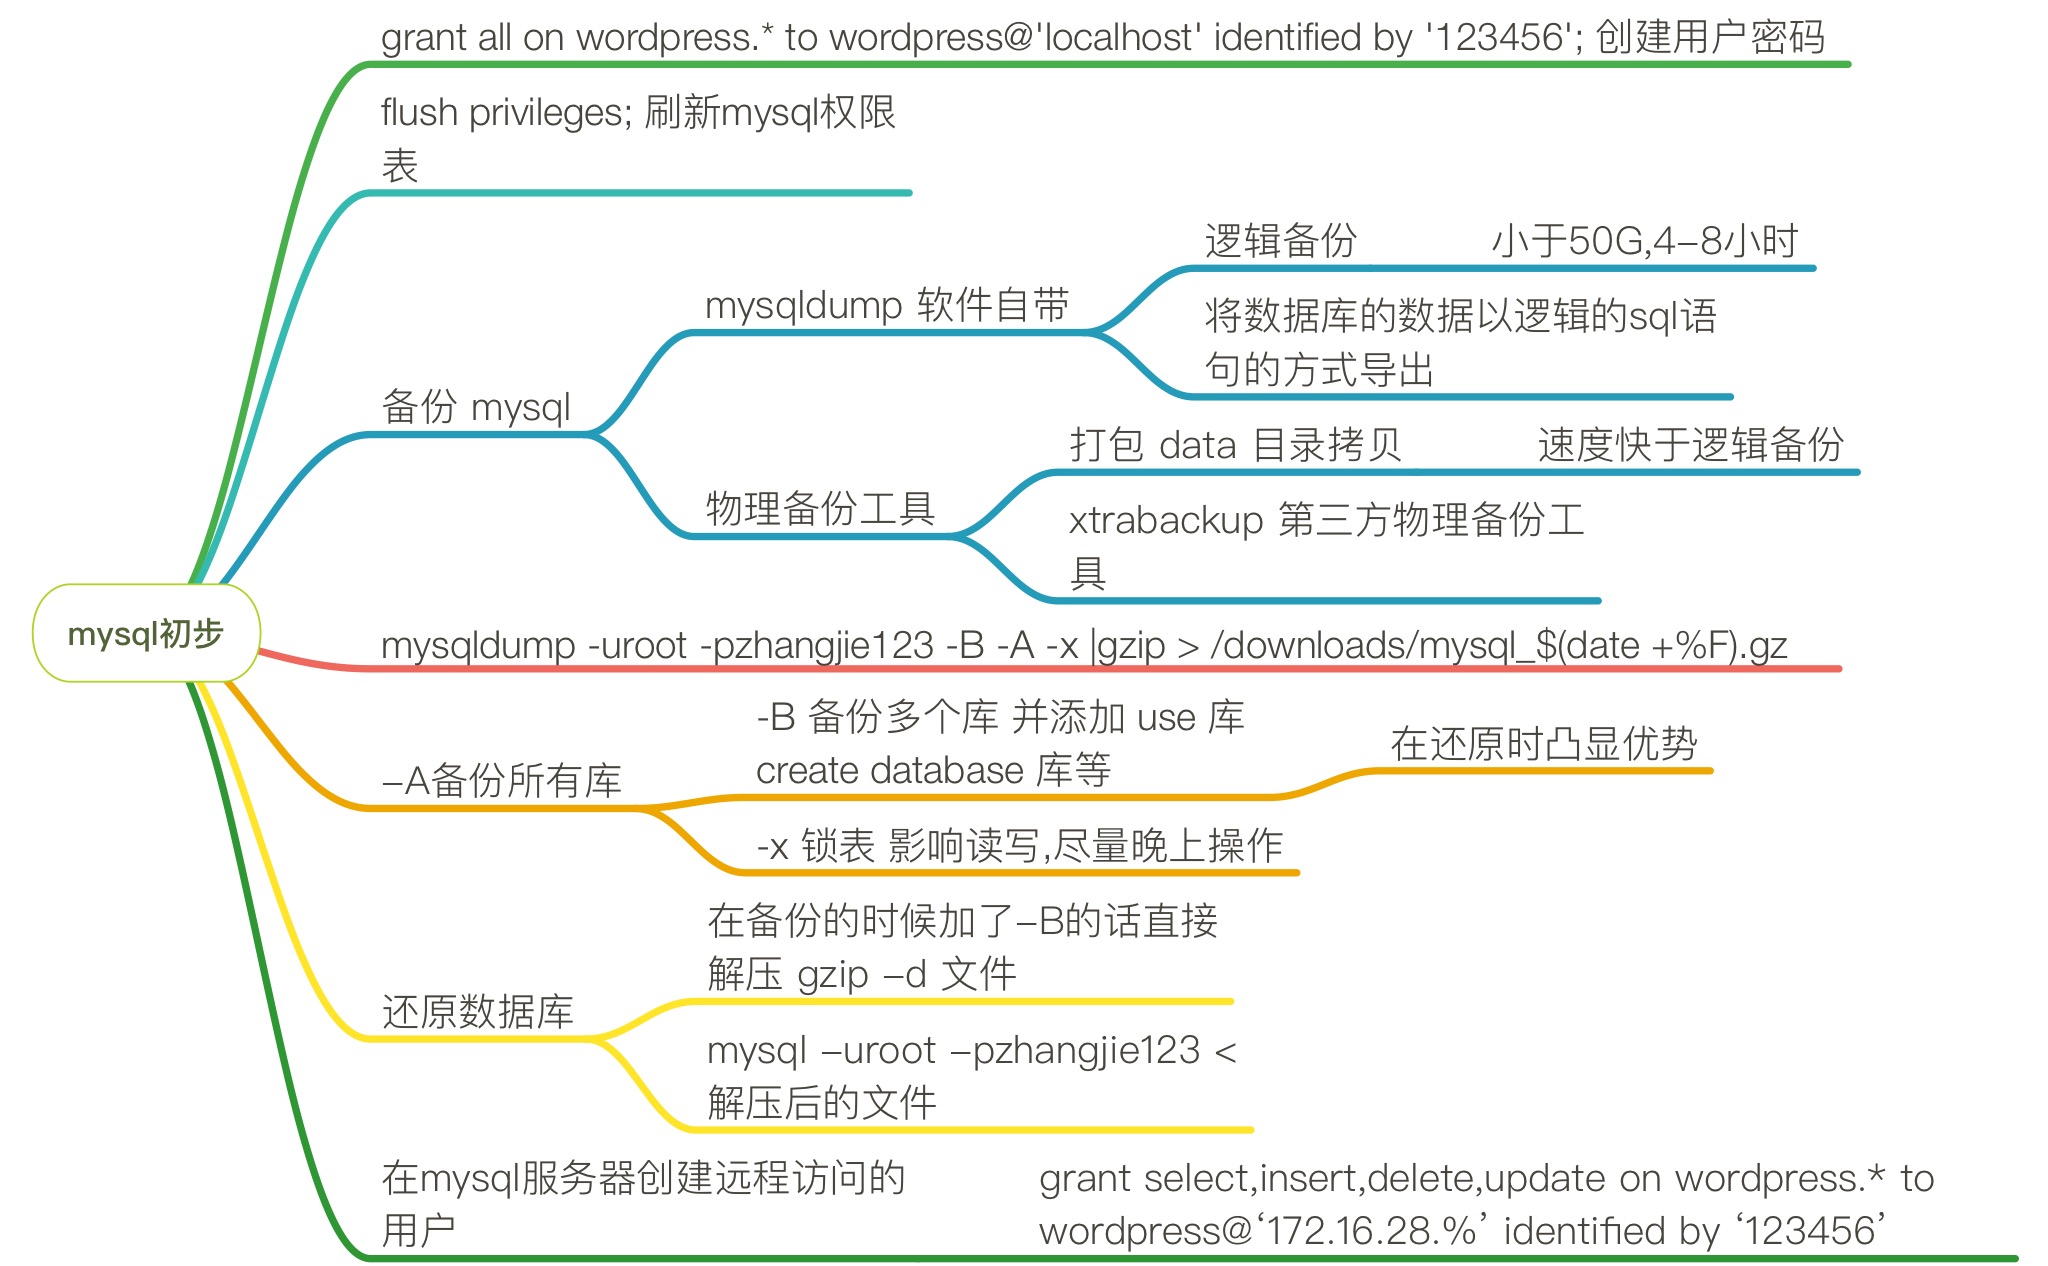 grant all on wordpress.* to wordpress@'localhost' identified by '123456'; 创建用户密码
flush privileges; 刷新mysql权限
表
逻辑备份
小于50G,4–8小时
mysqldump 软件自带
将数据库的数据以逻辑的sql语
句的方式导出
备份 mysql
打包 data 目录拷贝
速度快于逻辑备份
物理备份工具
xtrabackup 第三方物理备份工
具
mysql初步
mysqldump -uroot -pzhangjie123 -B -A -x |gzip > /downloads/mysql_$(date +%F).gz
-B 备份多个库 并添加 use 库
create database 库等
在还原时凸显优势
–A备份所有库
-x 锁表 影响读写,尽量晚上操作
在备份的时候加了–B的话直接
解压 gzip –d 文件
还原数据库
mysql –uroot –pzhangjie123 <
解压后的文件
在mysql服务器创建远程访问的
用户
grant select,insert,delete,update on wordpress.* to
wordpress@‘172.16.28.%’ identified by ‘123456’